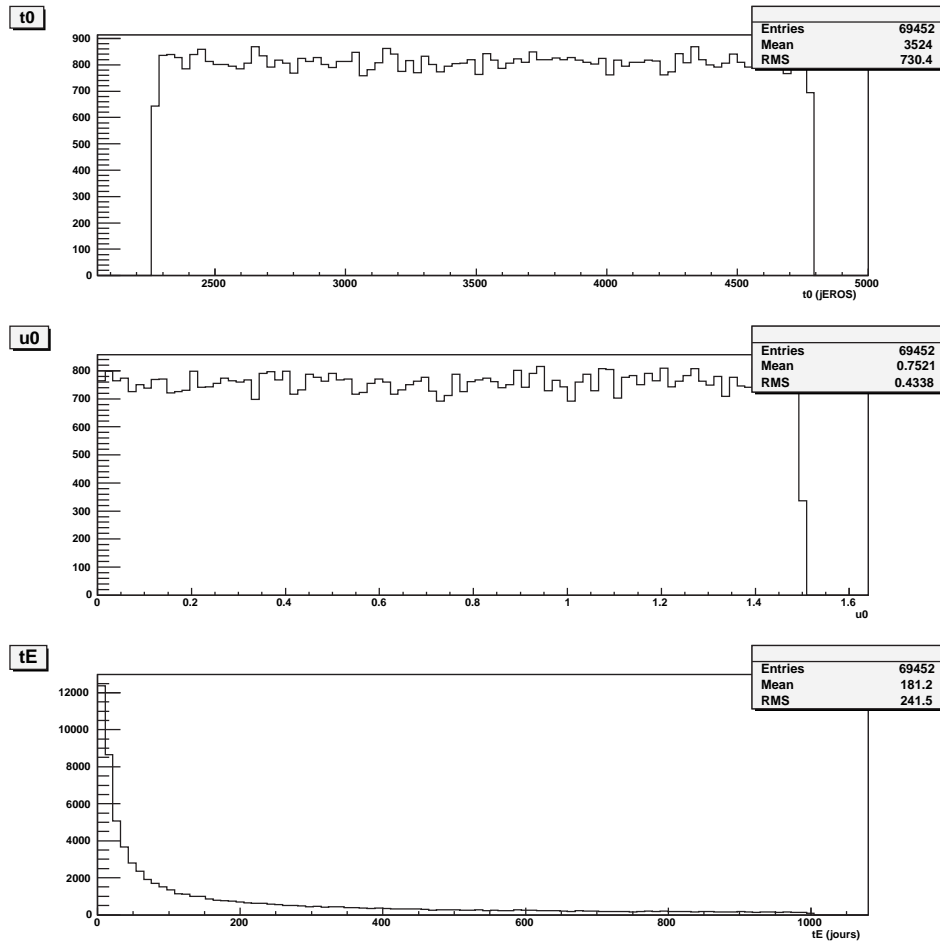 t0
Entries 69452
Mean 3524
RMS 730.4
900
800
700
600
500
400
300
200
100
0
2500 3000 3500 4000 4500 5000
t0 (jEROS)
u0
Entries 69452
Mean 0.7521
RMS 0.4338
800
700
600
500
400
300
200
100
0
0 0.2 0.4 0.6 0.8 1 1.2 1.4 1.6
u0
tE
Entries 69452
Mean 181.2
RMS 241.5
12000
10000
8000
6000
4000
2000
0
0 200 400 600 800 1000
tE (jours)